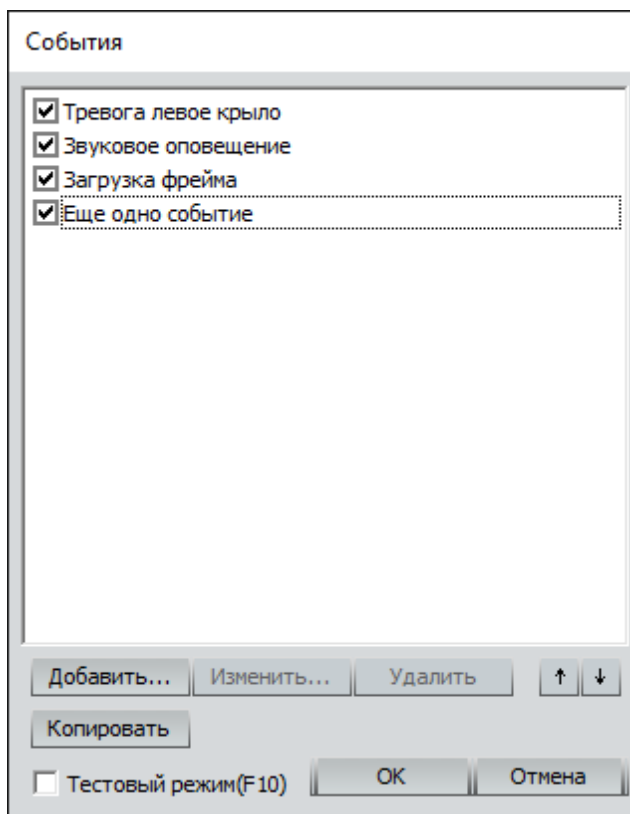 События
Тревога левое крыло
Звуковое оповещение
Загрузка фрейма
Еще одно событие
Добавить... Изменить... Удалить ↑ ↓
Копировать
Тестовый режим(F10) OK Отмена